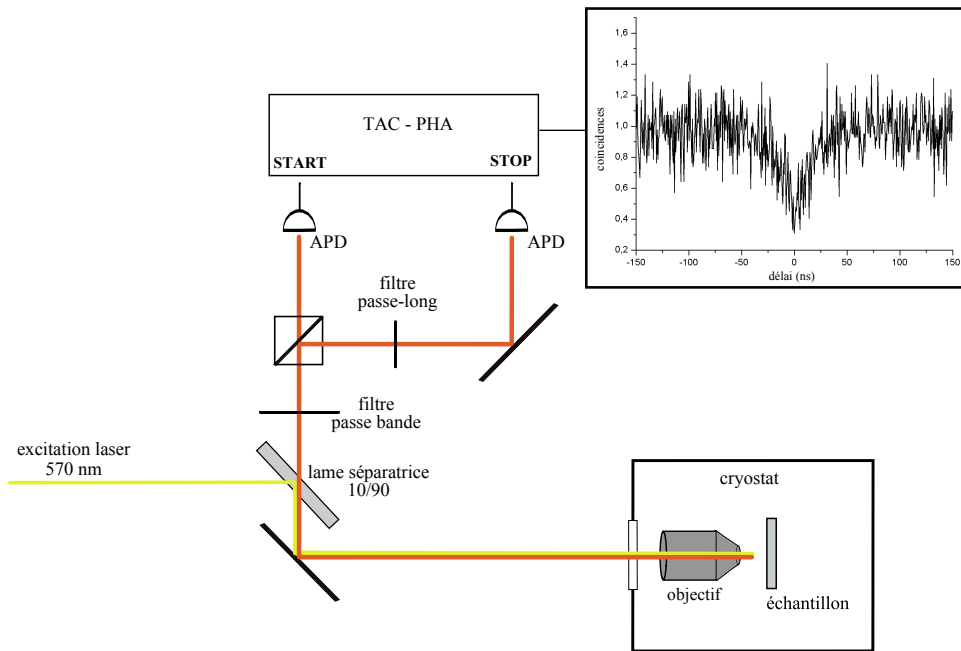 TAC - PHA
START
STOP
APD
APD
filtre
passe-long
filtre
passe bande
excitation laser
570 nm
lame séparatrice
10/90
cryostat
objectif
échantillon
1,6
1,4
1,2
1,0
0,8
0,6
0,4
0,2
coincidences
-150
-100
-50
0
50
100
150
délai (ns)